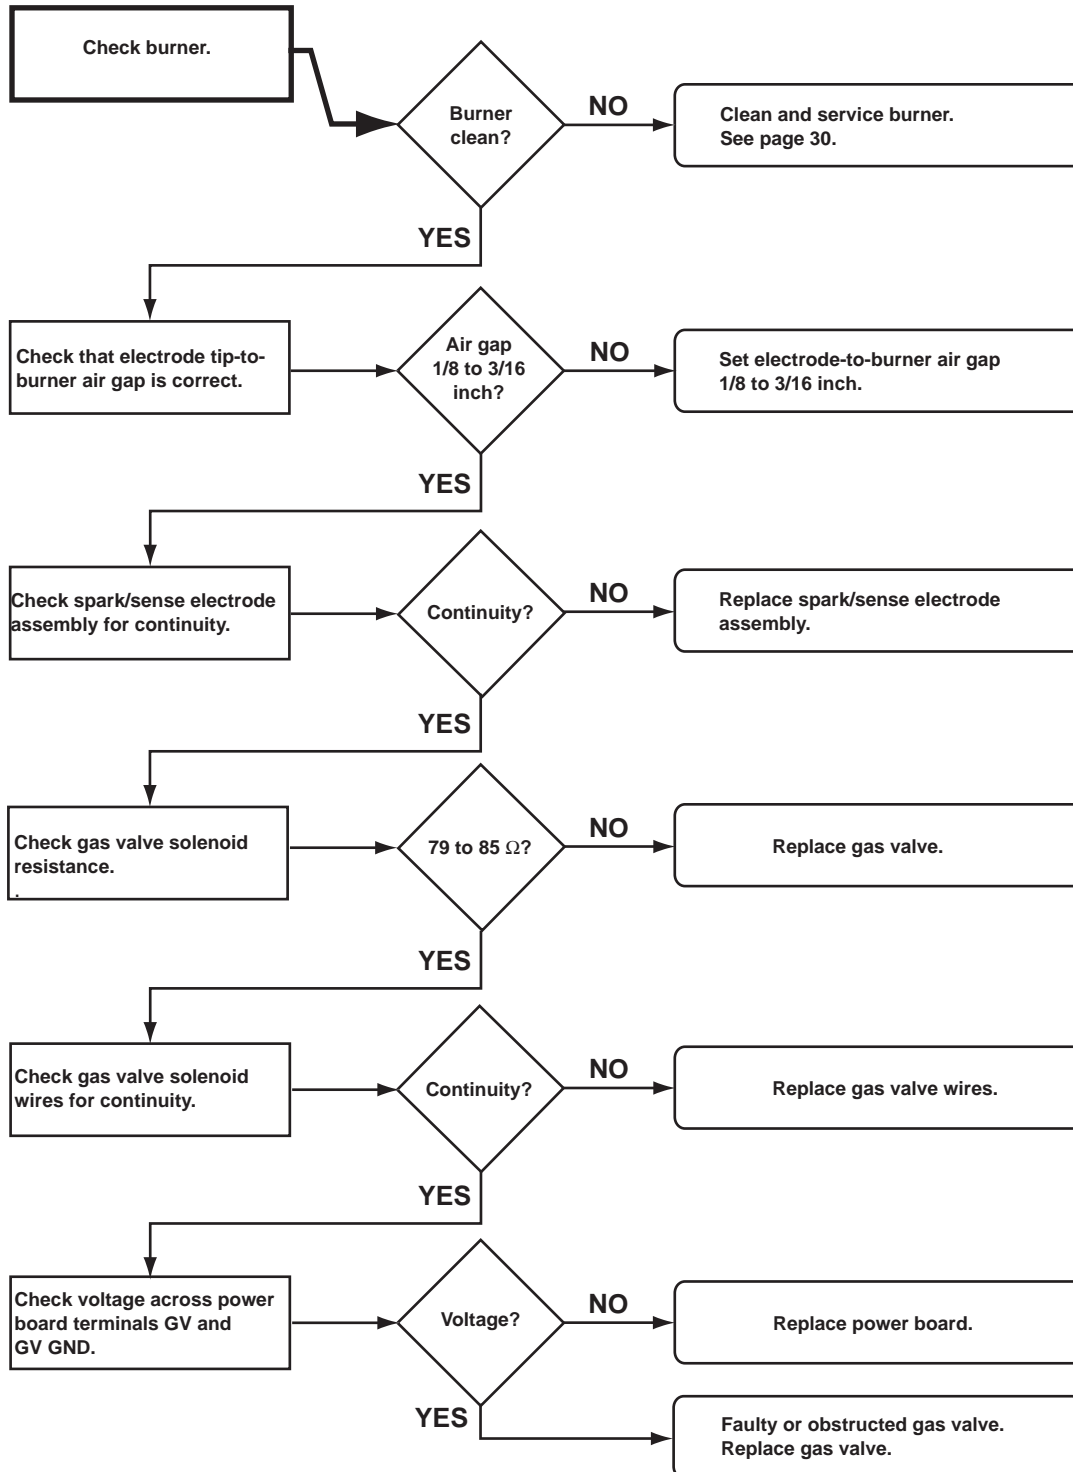 Check burner.
Burner
clean?
NO
Clean and service burner.
See page 30.
YES
Check that electrode tip-to-
burner air gap is correct.
Air gap
1/8 to 3/16
inch?
NO
Set electrode-to-burner air gap
1/8 to 3/16 inch.
YES
Check spark/sense electrode
assembly for continuity.
Continuity?
NO
Replace spark/sense electrode
assembly.
YES
Check gas valve solenoid
resistance.
.
79 to 85 Ω?
NO
Replace gas valve.
YES
Check gas valve solenoid
wires for continuity.
Continuity?
NO
Replace gas valve wires.
YES
Check voltage across power
board terminals GV and
GV GND.
Voltage?
NO
Replace power board.
YES
Faulty or obstructed gas valve.
Replace gas valve.